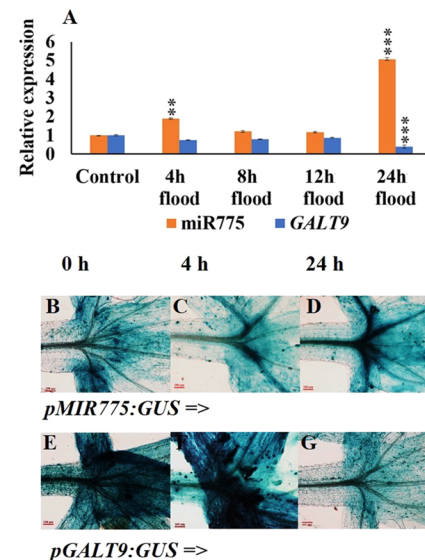 A
Relative expression
6
5
4
3
2
1
0
**
***
***
Control
4h flood
8h flood
12h flood
24h flood
miR775
GALT9
0 h
4 h
24 h
B
C
D
pMIR775:GUS =>
E
G
pGALT9:GUS =>